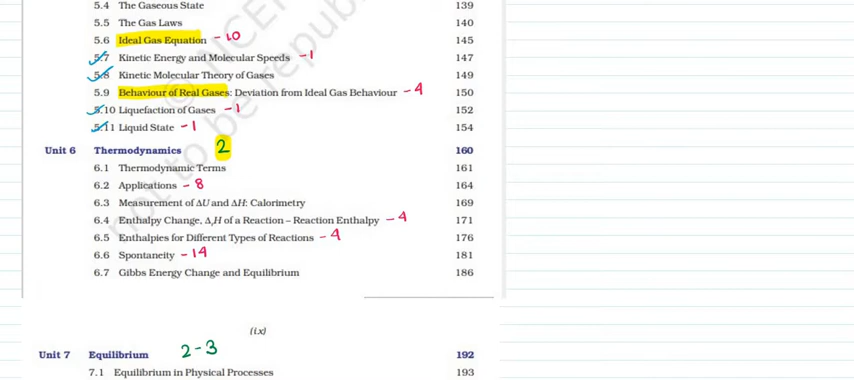 5.4 The Gaseous State 139
5.5 The Gas Laws 140
5.6 Ideal Gas Equation - 10 145
5.7 Kinetic Energy and Molecular Speeds - 1 147
5.8 Kinetic Molecular Theory of Gases 149
5.9 Behaviour of Real Gases: Deviation from Ideal Gas Behaviour - 4 150
5.10 Liquefaction of Gases - 1 152
5.11 Liquid State - 1 154
Unit 6 Thermodynamics 2 160
6.1 Thermodynamic Terms 161
6.2 Applications - 8 164
6.3 Measurement of ΔU and ΔH: Calorimetry 169
6.4 Enthalpy Change, ΔrH of a Reaction – Reaction Enthalpy - 4 171
6.5 Enthalpies for Different Types of Reactions - 4 176
6.6 Spontaneity - 14 181
6.7 Gibbs Energy Change and Equilibrium 186
(ix)
Unit 7 Equilibrium 2-3 192
7.1 Equilibrium in Physical Processes 193
© NCE
not to be republ